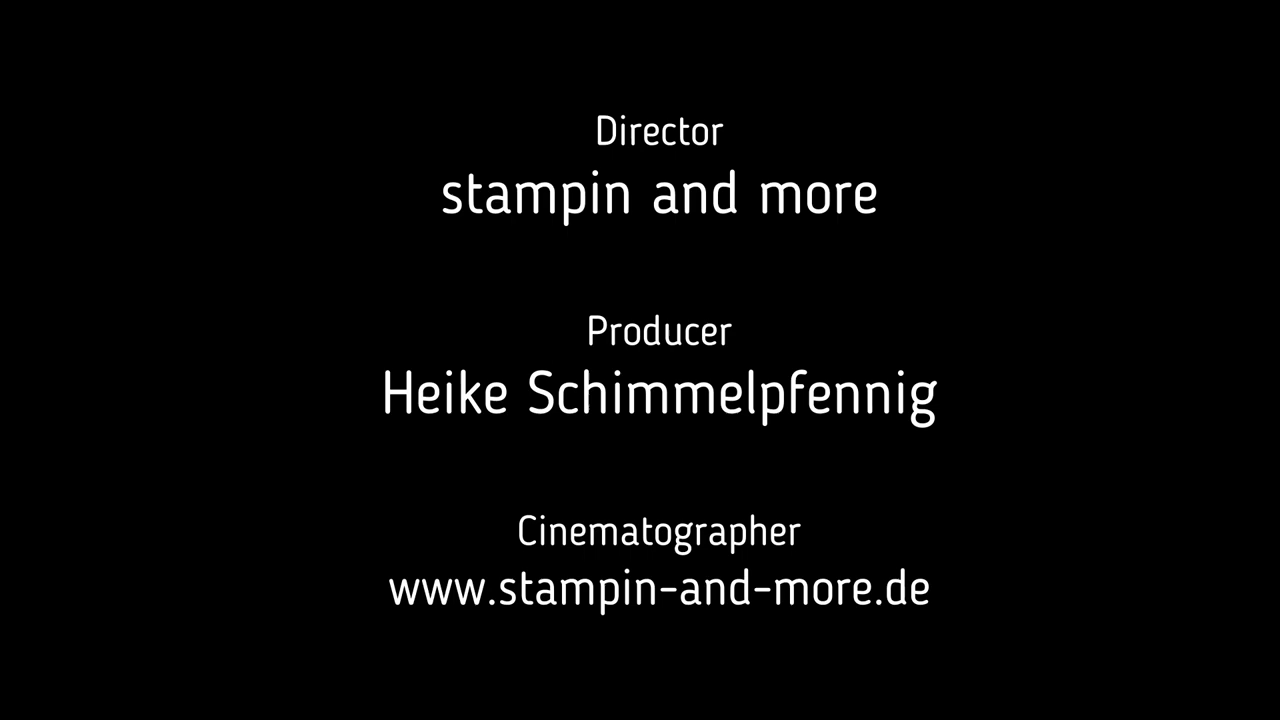 Director
stampin and more
Producer
Heike Schimmelpfennig
Cinematographer
www.stampin-and-more.de